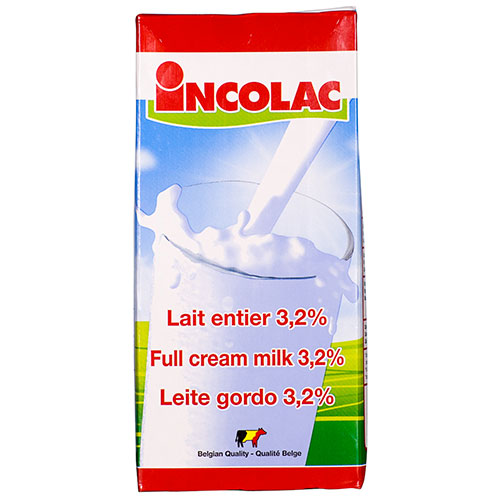 INCOLAC
Lait entier 3,2%
Full cream milk 3,2%
Leite gordo 3,2%
Belgian Quality - Qualité Belge